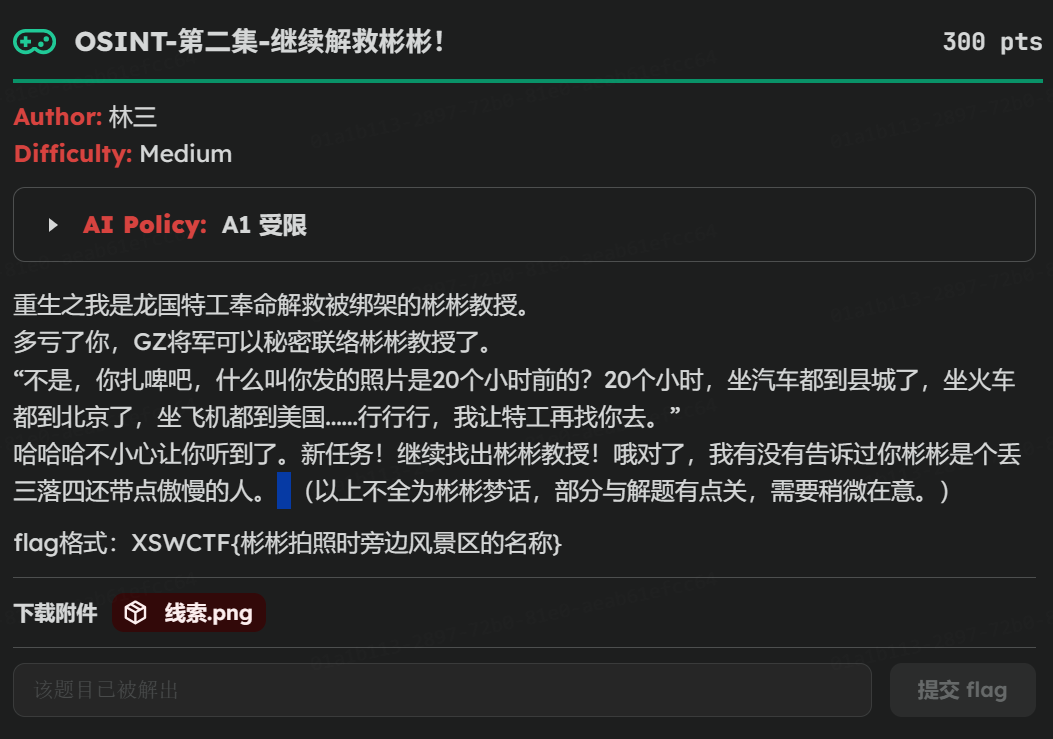 OSINT-第二集-继续解救彬彬！
300 pts
Author: 林三
Difficulty: Medium
AI Policy: A1 受限
重生之我是龙国特工奉命解救被绑架的彬彬教授。
多亏了你，GZ将军可以秘密联络彬彬教授了。
“不是，你扎啤吧，什么叫你发的照片是20个小时前的？20个小时，坐汽车都到县城了，坐火车
都到北京了，坐飞机都到美国……行行行，我让特工再找你去。”
哈哈哈不小心让你听到了。新任务！继续找出彬彬教授！哦对了，我有没有告诉过你彬彬是个丢
三落四还带点傲慢的人。（以上不全为彬彬梦话，部分与解题有点关，需要稍微在意。）
flag格式：XSWCTF{彬彬拍照时旁边风景区的名称}
下载附件 线索.png
该题目已被解出
提交 flag